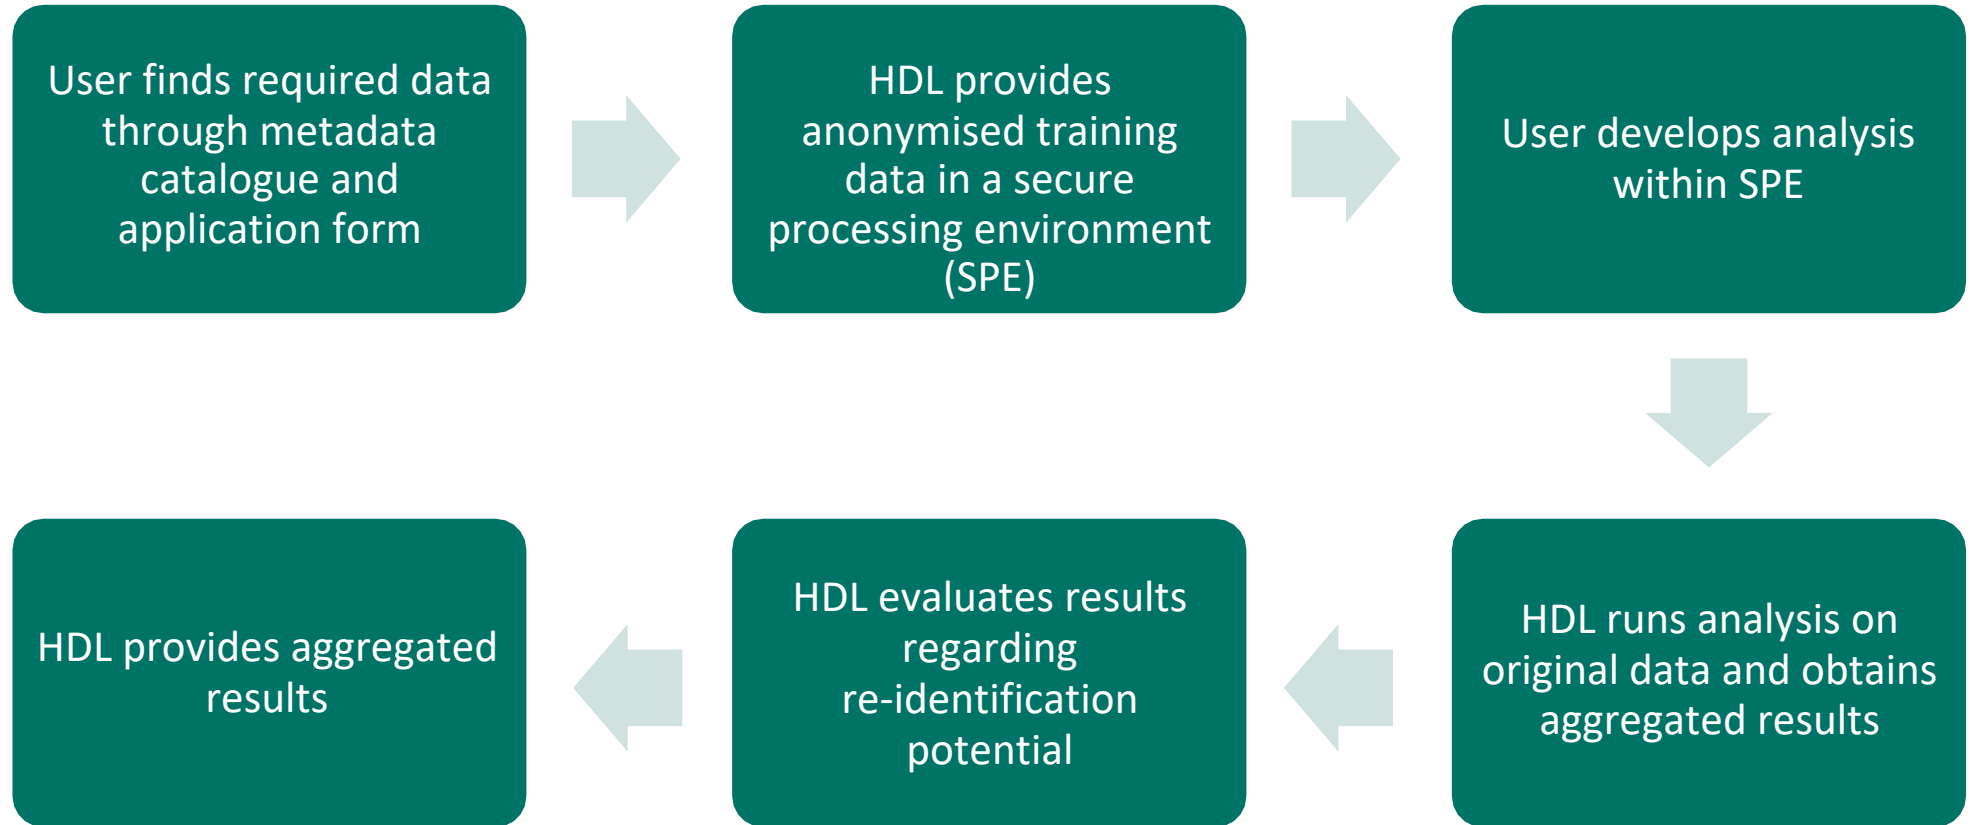 User finds required data
through metadata
catalogue and
application form
HDL provides
anonymised training
data in a secure
processing environment
(SPE)
User develops analysis
within SPE
HDL runs analysis on
original data and obtains
aggregated results
HDL evaluates results
regarding
re-identification
potential
HDL provides aggregated
results